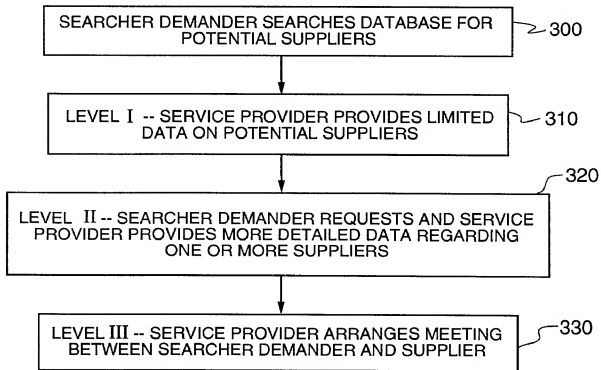 SEARCHER DEMANDER SEARCHES DATABASE FOR
POTENTIAL SUPPLIERS
300
LEVEL I -- SERVICE PROVIDER PROVIDES LIMITED
DATA ON POTENTIAL SUPPLIERS
310
320
LEVEL II -- SEARCHER DEMANDER REQUESTS AND SERVICE
PROVIDER PROVIDES MORE DETAILED DATA REGARDING
ONE OR MORE SUPPLIERS
LEVEL III -- SERVICE PROVIDER ARRANGES MEETING
BETWEEN SEARCHER DEMANDER AND SUPPLIER
330